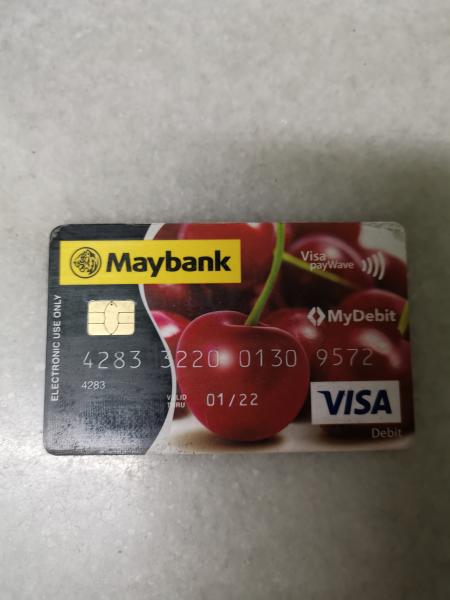 Maybank
Visa
payWave
ELECTRONIC USE ONLY
MyDebit
4283 3220 0130 9572
4283
VALID
THRU 01/22
VISA
Debit